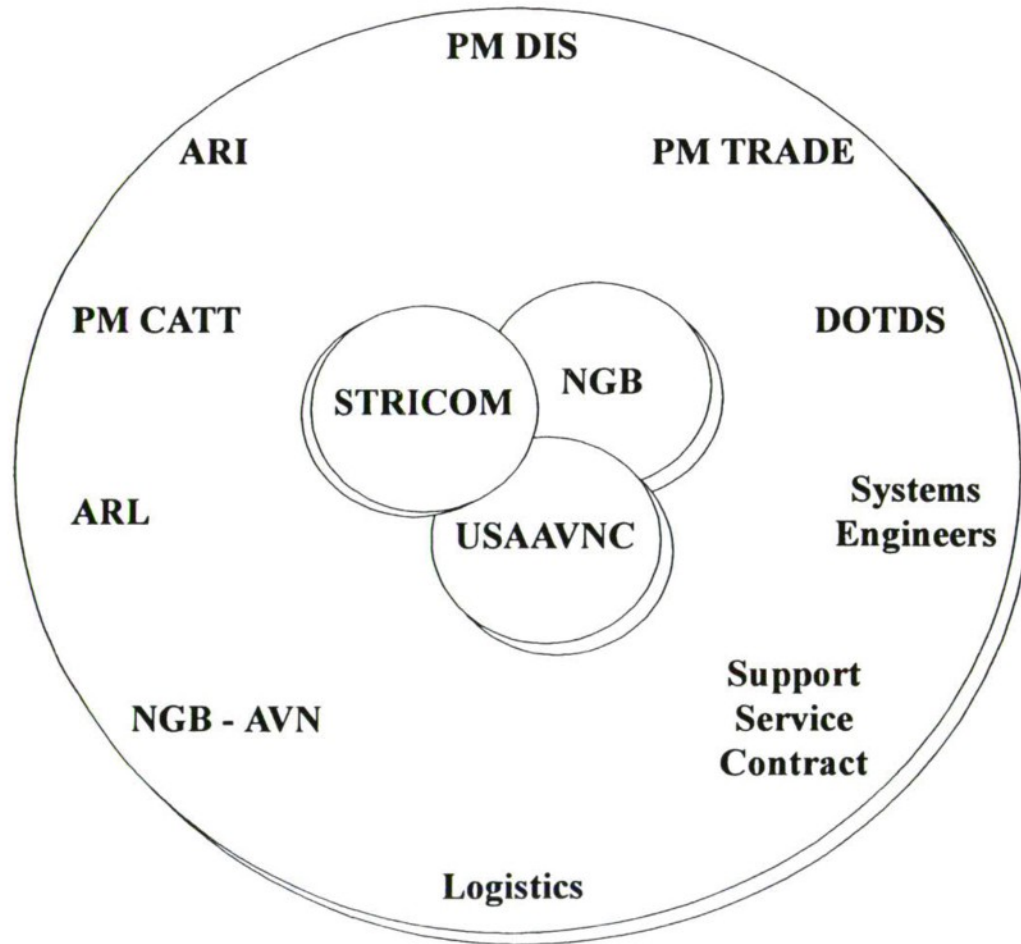 PM DIS
ARI
PM TRADE
PM CATT
DOTDS
NGB
STRICOM
Systems
Engineers
ARL
USAAVNC
Support
Service
Contract
NGB - AVN
Logistics